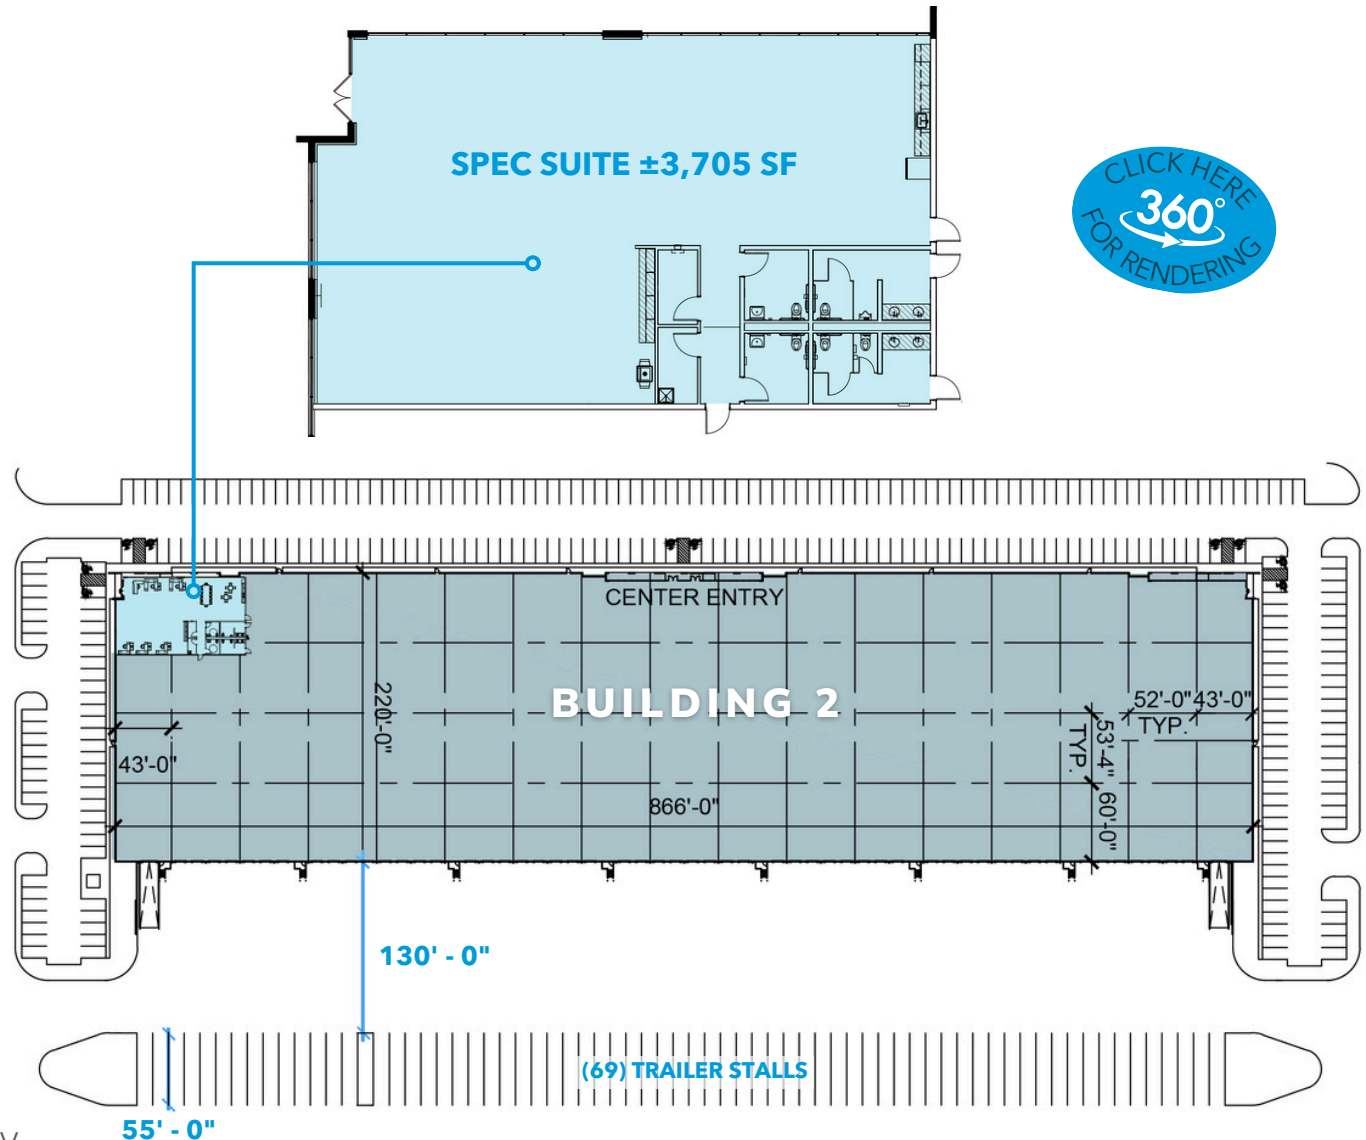 SPEC SUITE ±3,705 SF
CLICK HERE
360°
FOR RENDERING
CENTER ENTRY
BUILDING 2
220'-0"
52'-0"
43'-0"
TYP.
53'-4"
TYP.
43'-0"
866'-0"
60'-0"
130' - 0"
(69) TRAILER STALLS
55' - 0"